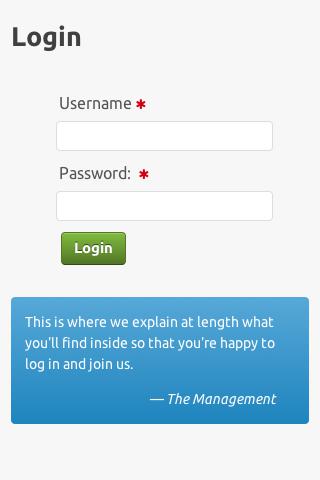 Login
Username ✱
Password: ✱
Login
This is where we explain at length what
you'll find inside so that you're happy to
log in and join us.
— The Management